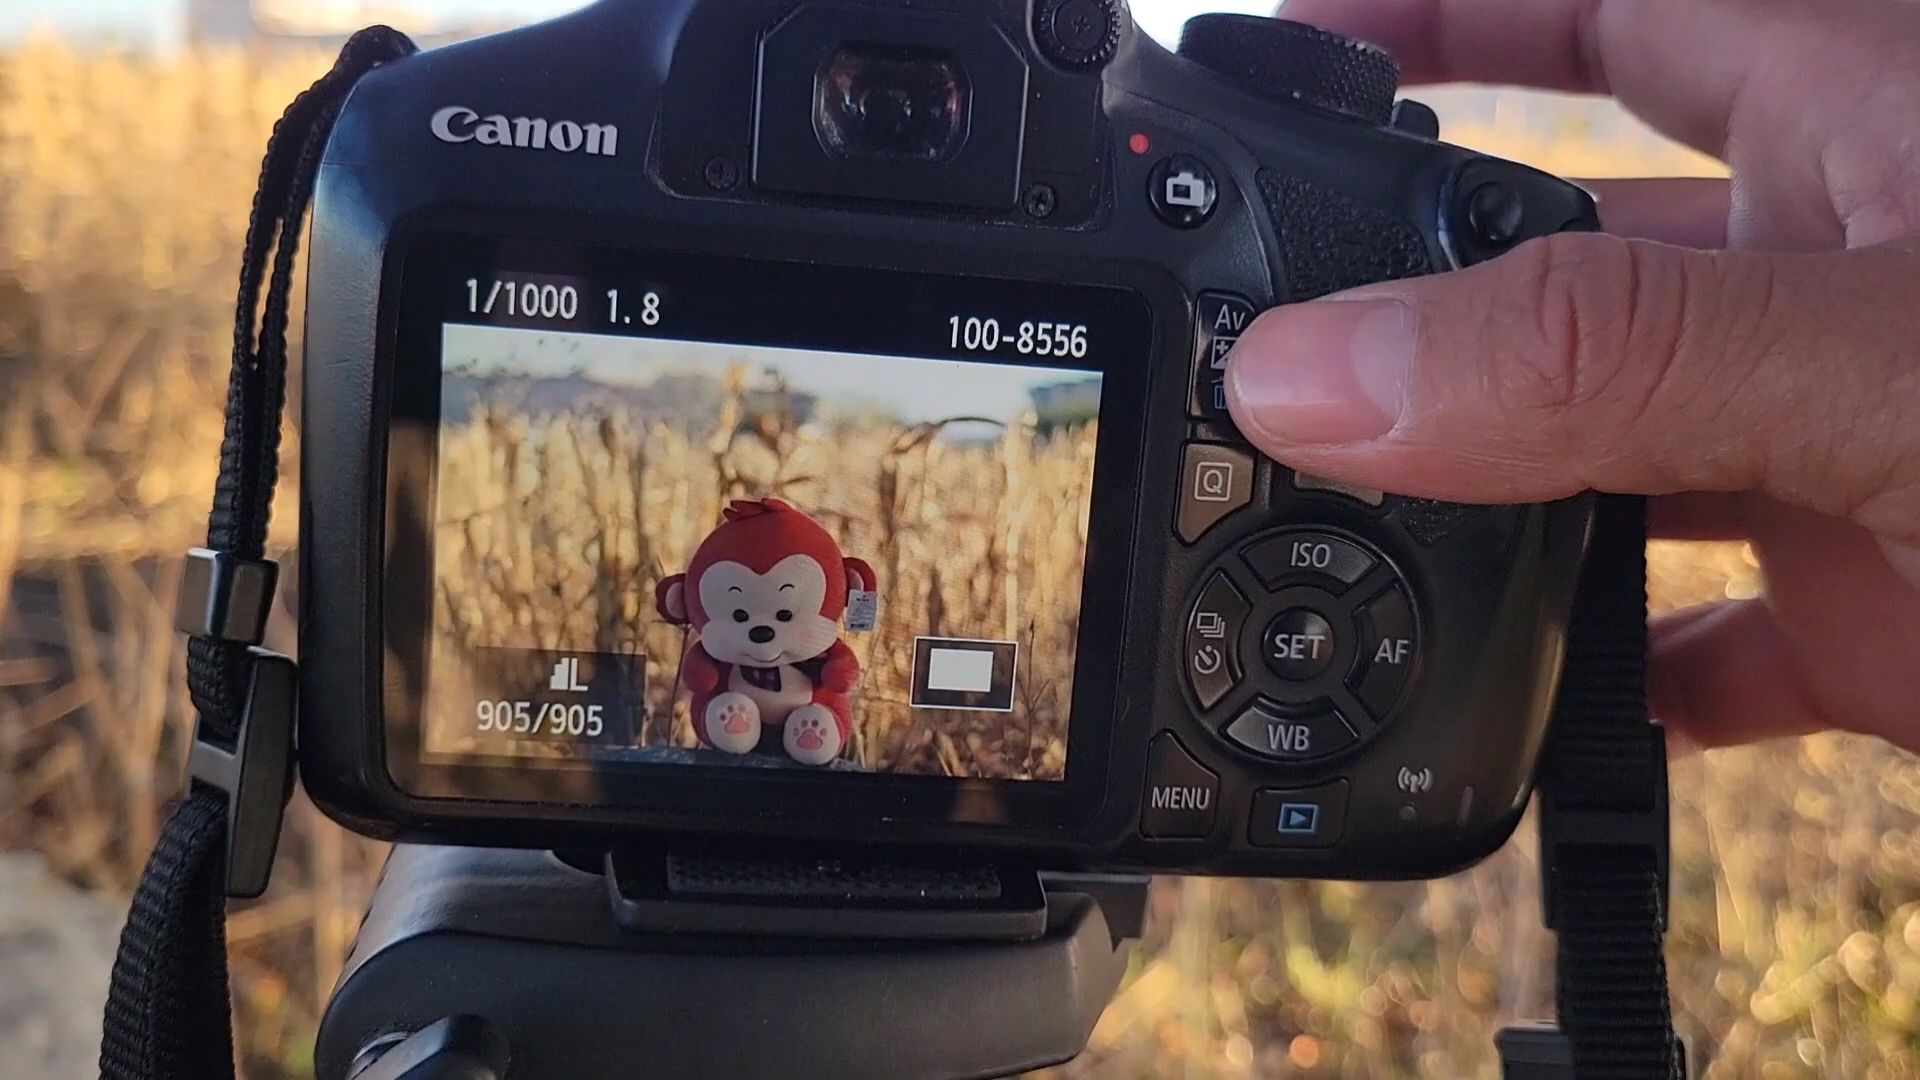 Canon
1/1000 1.8
100-8556
Av
Q
ISO
SET
AF
L
905/905
WB
MENU